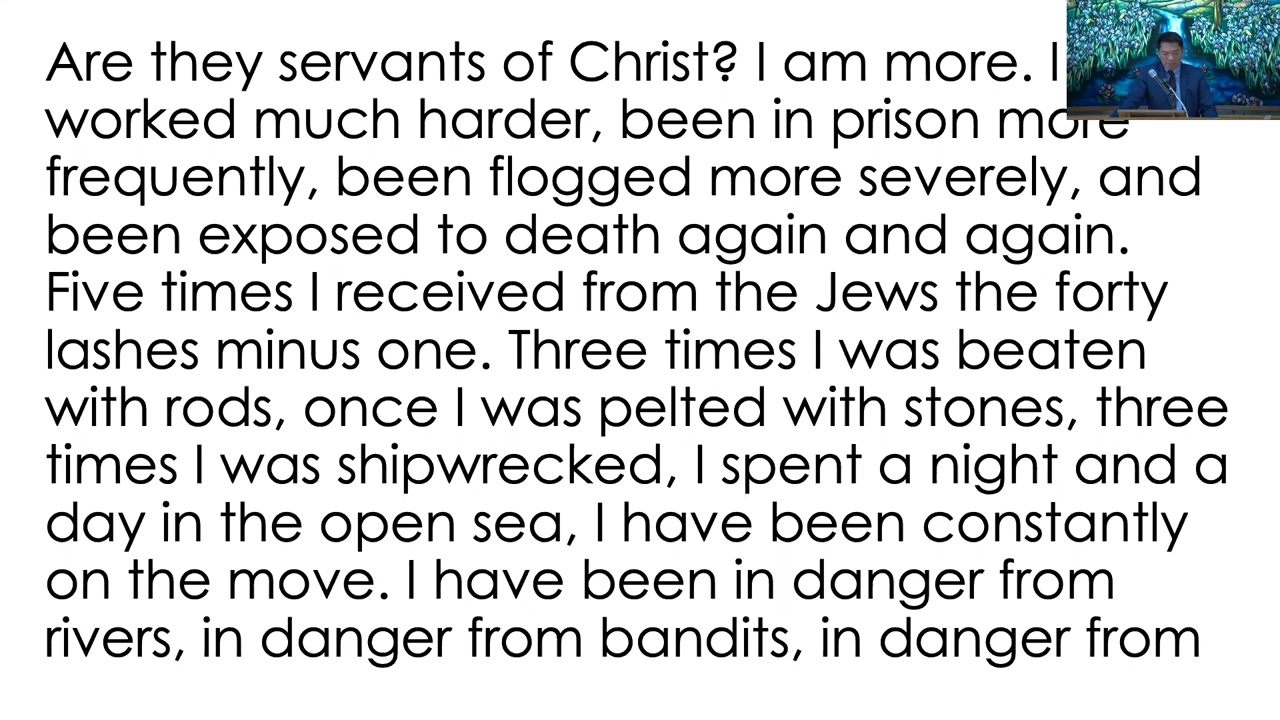 Are they servants of Christ? I am more. I
worked much harder, been in prison more
frequently, been flogged more severely, and
been exposed to death again and again.
Five times I received from the Jews the forty
lashes minus one. Three times I was beaten
with rods, once I was pelted with stones, three
times I was shipwrecked, I spent a night and a
day in the open sea, I have been constantly
on the move. I have been in danger from
rivers, in danger from bandits, in danger from